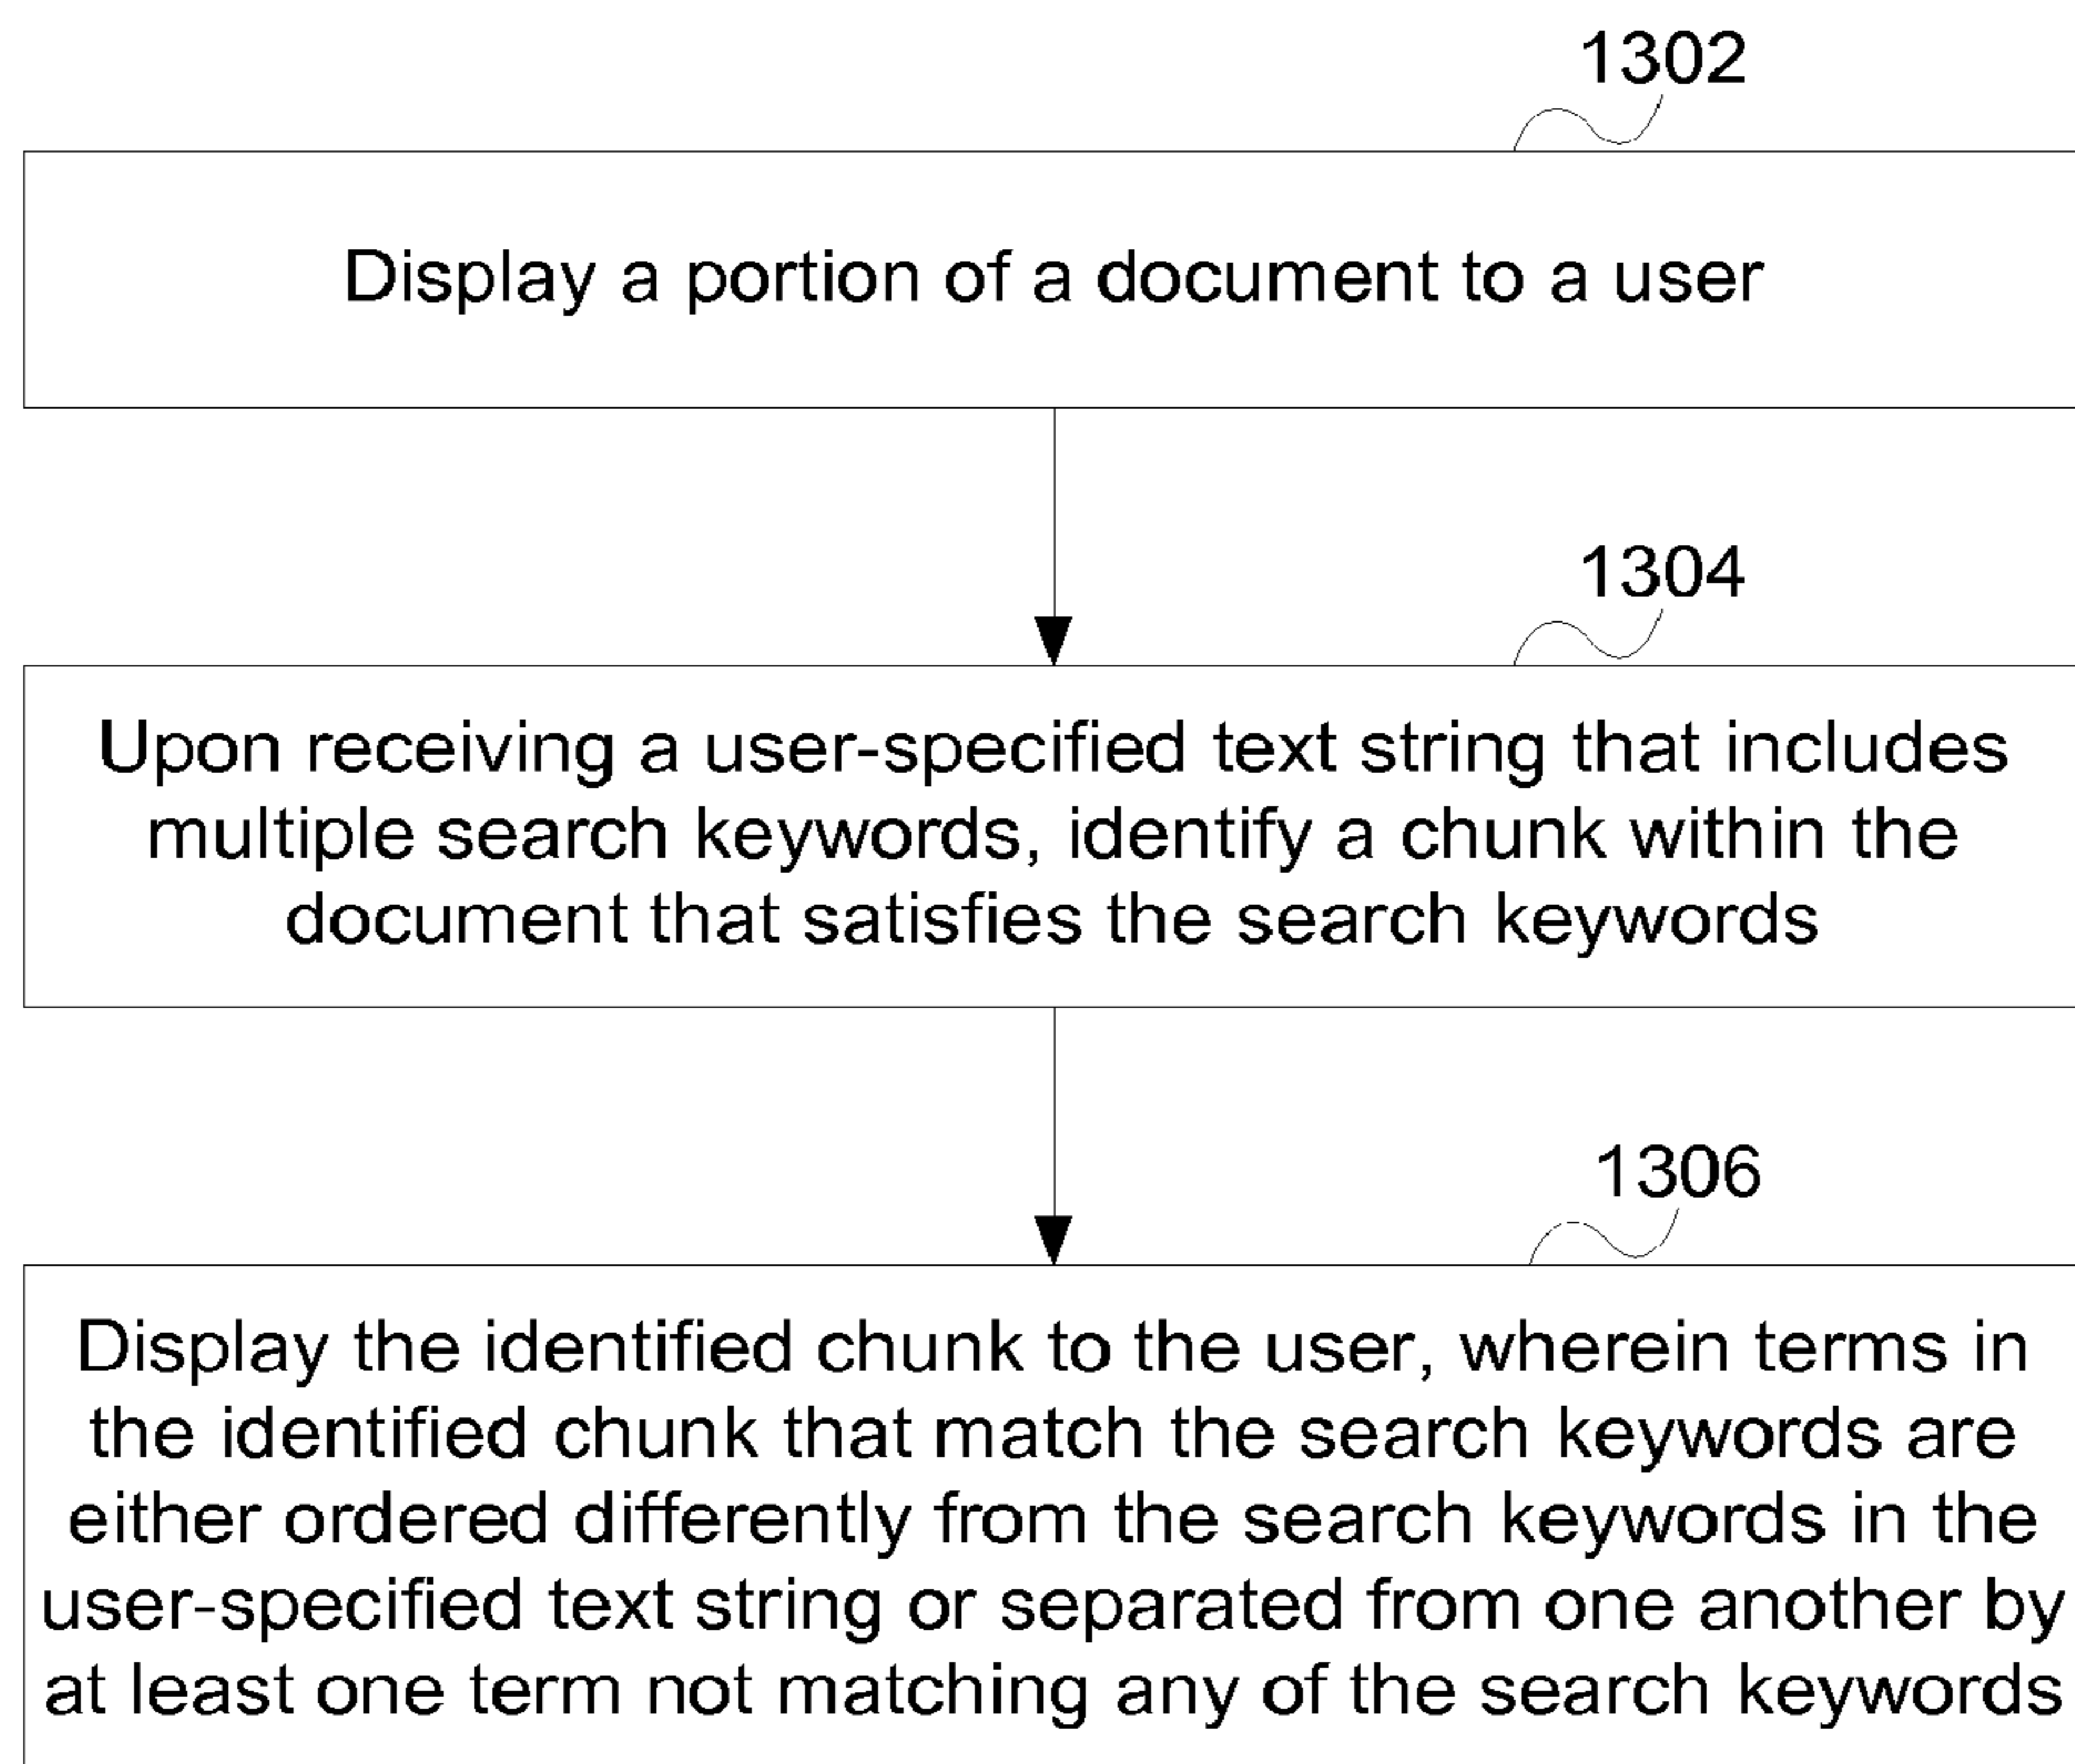 1302
Display a portion of a document to a user
1304
Upon receiving a user-specified text string that includes
multiple search keywords, identify a chunk within the
document that satisfies the search keywords
1306
Display the identified chunk to the user, wherein terms in
the identified chunk that match the search keywords are
either ordered differently from the search keywords in the
user-specified text string or separated from one another by
at least one term not matching any of the search keywords